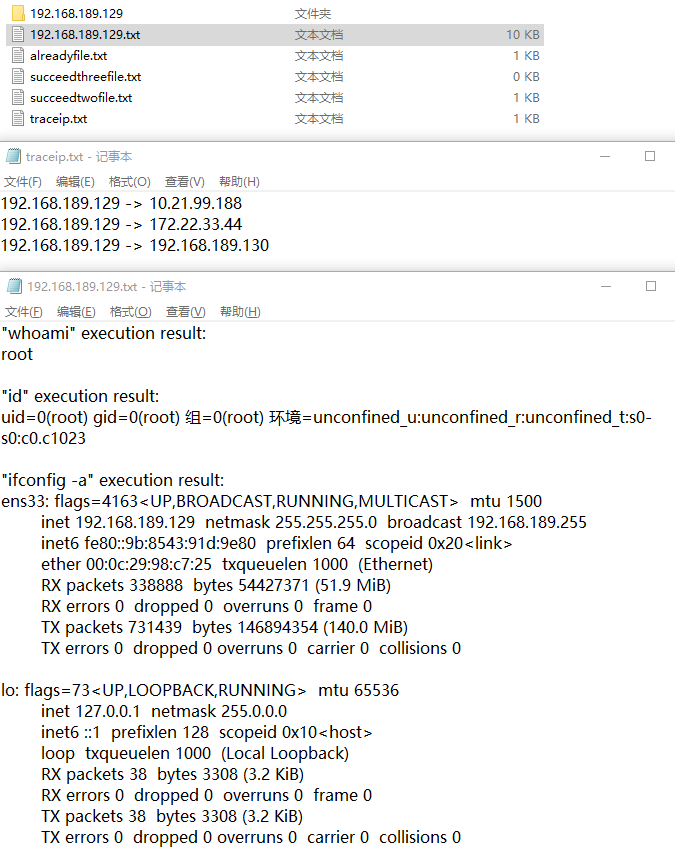 192.168.189.129 文件夹
192.168.189.129.txt 文本文档 10 KB
alreadyfile.txt 文本文档 1 KB
succeedthreefile.txt 文本文档 0 KB
succeedtwofile.txt 文本文档 1 KB
traceip.txt 文本文档 1 KB
traceip.txt - 记事本
文件(F) 编辑(E) 格式(O) 查看(V) 帮助(H)
192.168.189.129 -> 10.21.99.188
192.168.189.129 -> 172.22.33.44
192.168.189.129 -> 192.168.189.130
192.168.189.129.txt - 记事本
文件(F) 编辑(E) 格式(O) 查看(V) 帮助(H)
"whoami" execution result:
root
"id" execution result:
uid=0(root) gid=0(root) 组=0(root) 环境=unconfined_u:unconfined_r:unconfined_t:s0-
s0:c0.c1023
"ifconfig -a" execution result:
ens33: flags=4163<UP,BROADCAST,RUNNING,MULTICAST>  mtu 1500
inet 192.168.189.129  netmask 255.255.255.0  broadcast 192.168.189.255
inet6 fe80::9b:8543:91d:9e80  prefixlen 64  scopeid 0x20<link>
ether 00:0c:29:98:c7:25  txqueuelen 1000  (Ethernet)
RX packets 338888  bytes 54427371 (51.9 MiB)
RX errors 0  dropped 0  overruns 0  frame 0
TX packets 731439  bytes 146894354 (140.0 MiB)
TX errors 0  dropped 0 overruns 0  carrier 0  collisions 0
lo: flags=73<UP,LOOPBACK,RUNNING>  mtu 65536
inet 127.0.0.1  netmask 255.0.0.0
inet6 ::1  prefixlen 128  scopeid 0x10<host>
loop  txqueuelen 1000  (Local Loopback)
RX packets 38  bytes 3308 (3.2 KiB)
RX errors 0  dropped 0  overruns 0  frame 0
TX packets 38  bytes 3308 (3.2 KiB)
TX errors 0  dropped 0 overruns 0  carrier 0  collisions 0